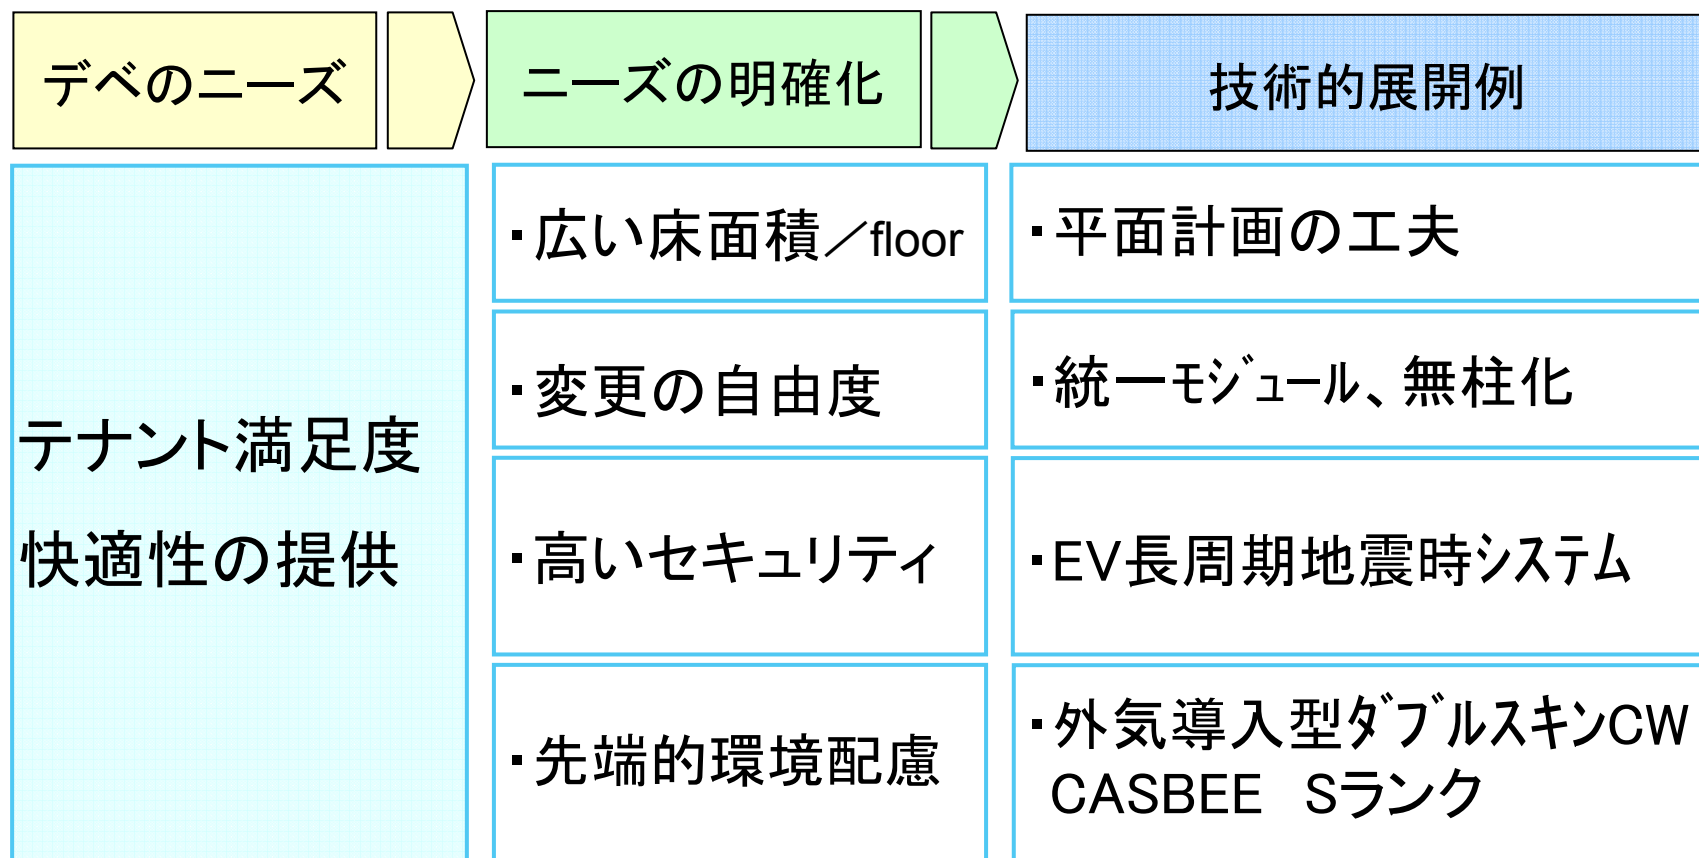 デベのニーズ
ニーズの明確化
技術的展開例
テナント満足度
快適性の提供
・広い床面積／floor
・平面計画の工夫
・変更の自由度
・統一ﾓｼﾞｭｰﾙ、無柱化
・高いセキュリティ
・EV長周期地震時ｼｽﾃﾑ
・先端的環境配慮
・外気導入型ﾀﾞﾌﾞﾙｽｷﾝCW
CASBEE　Sランク